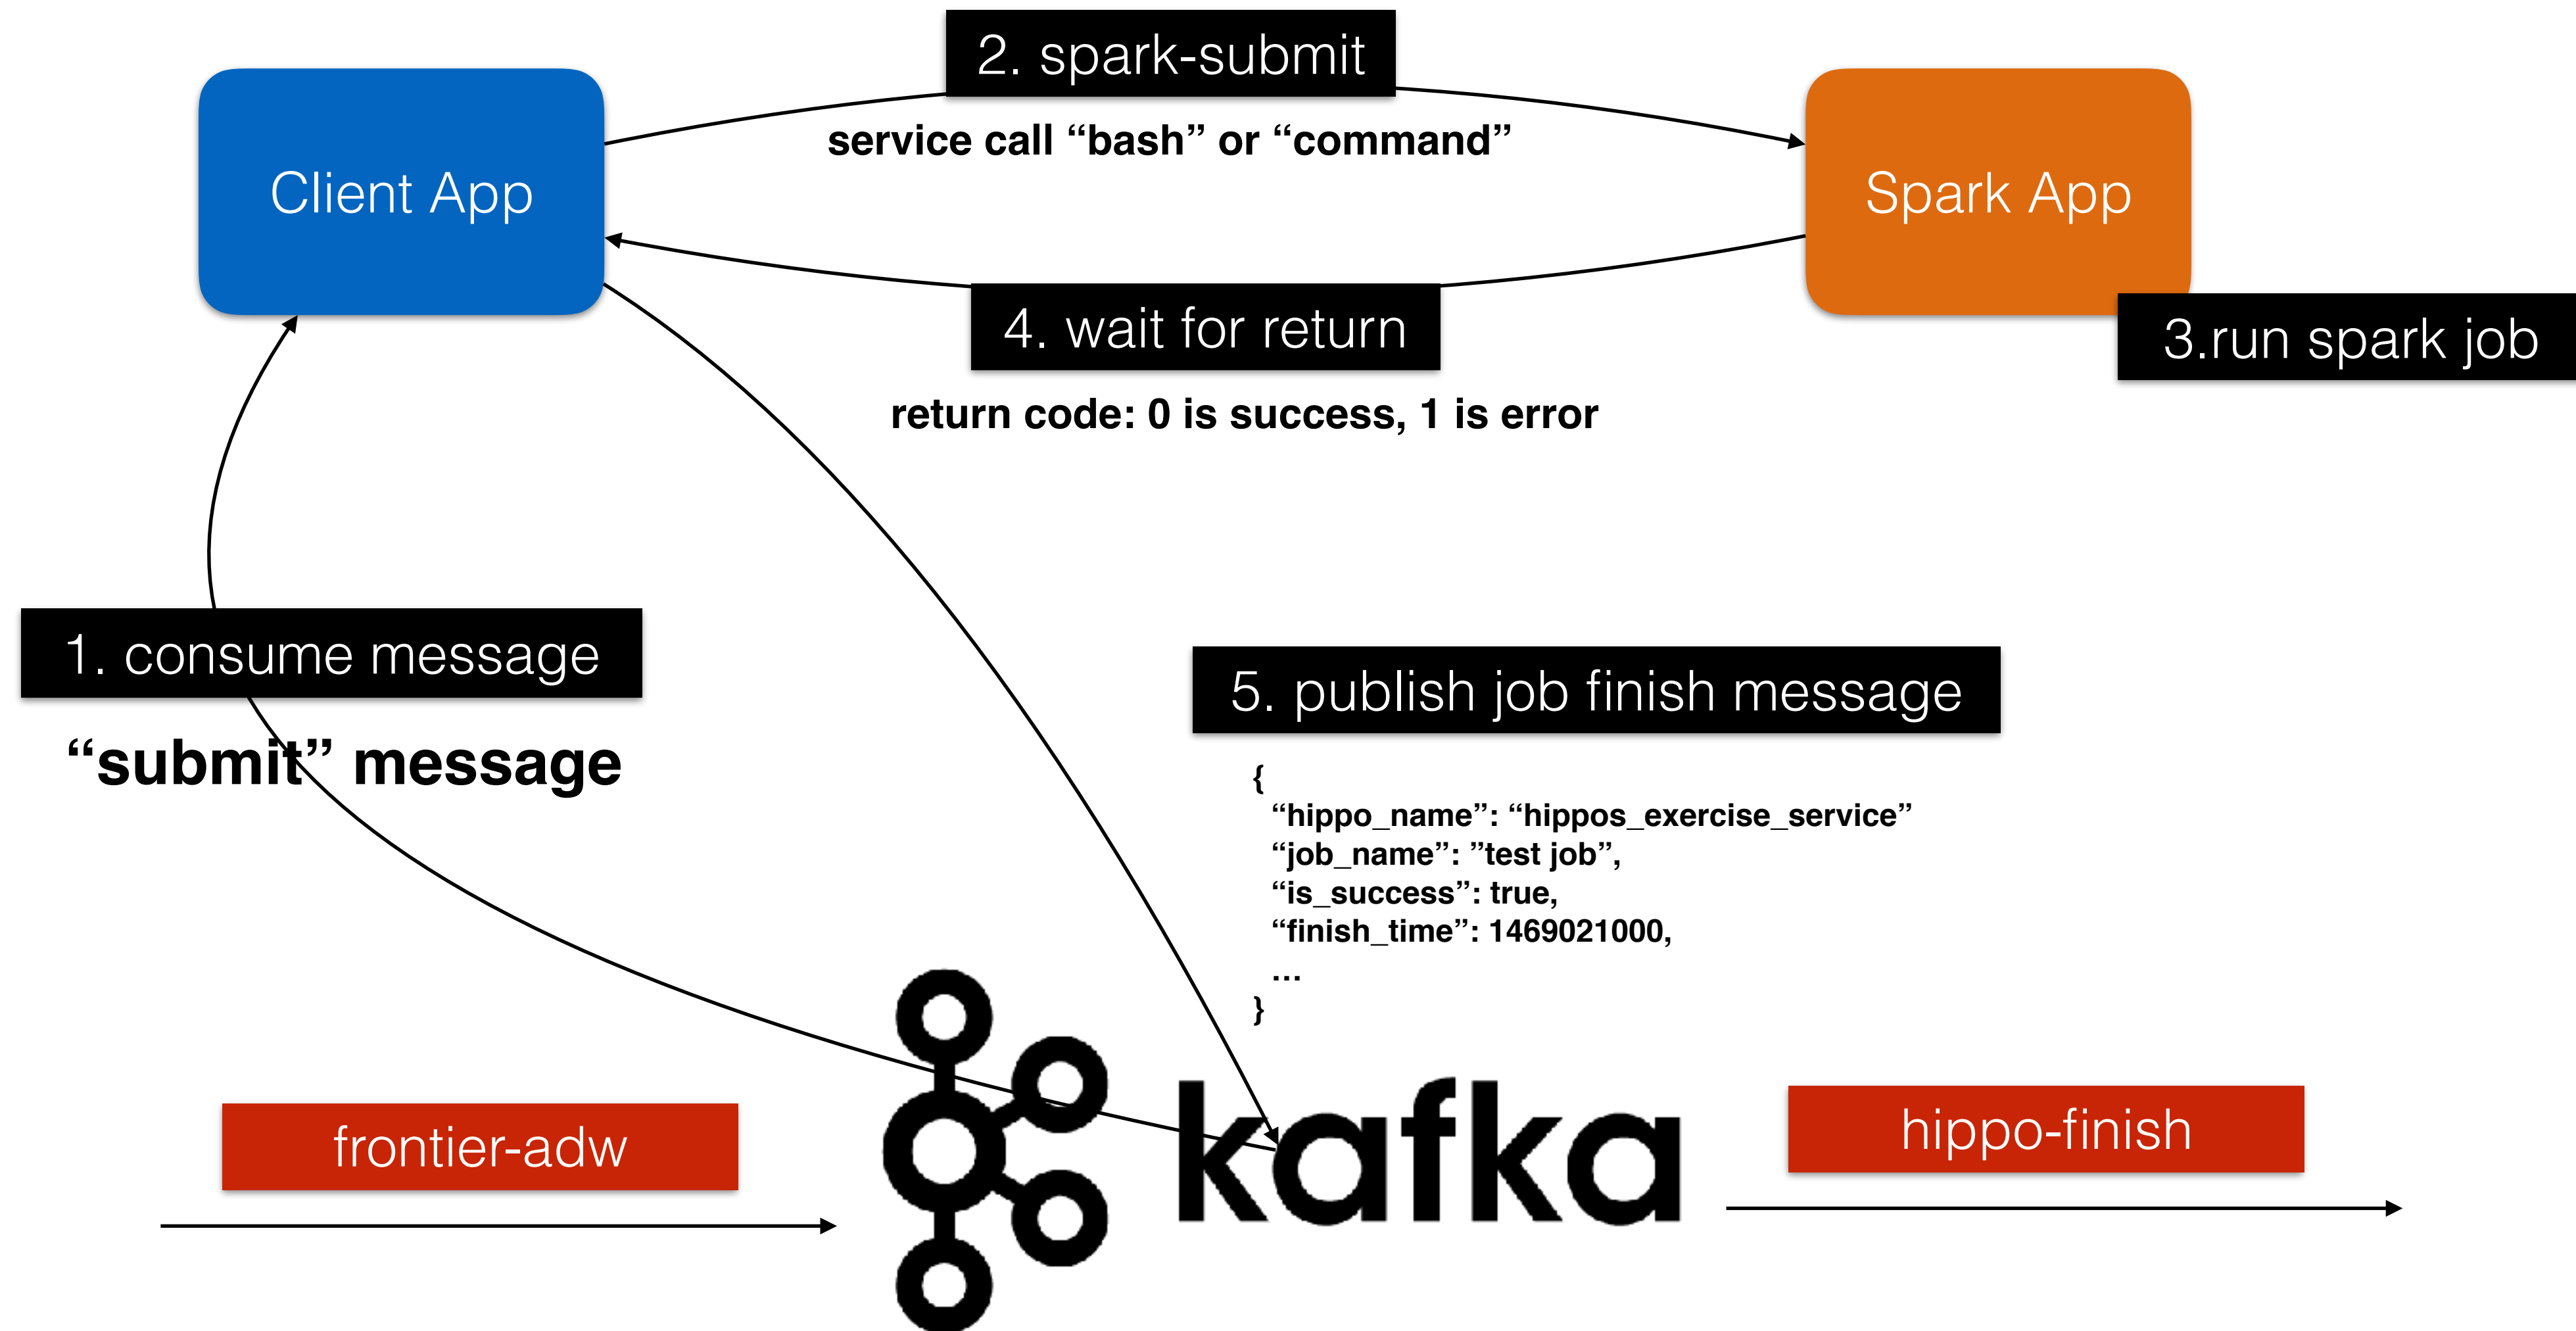 2. spark-submit
service call “bash” or “command”
Client App
Spark App
4. wait for return
3.run spark job
return code: 0 is success, 1 is error
1. consume message
“submit” message
5. publish job finish message
{
“hippo_name”: “hippos_exercise_service”
“job_name”: ”test job”,
“is_success”: true,
“finish_time”: 1469021000,
...
}
frontier-adw
kafka
hippo-finish